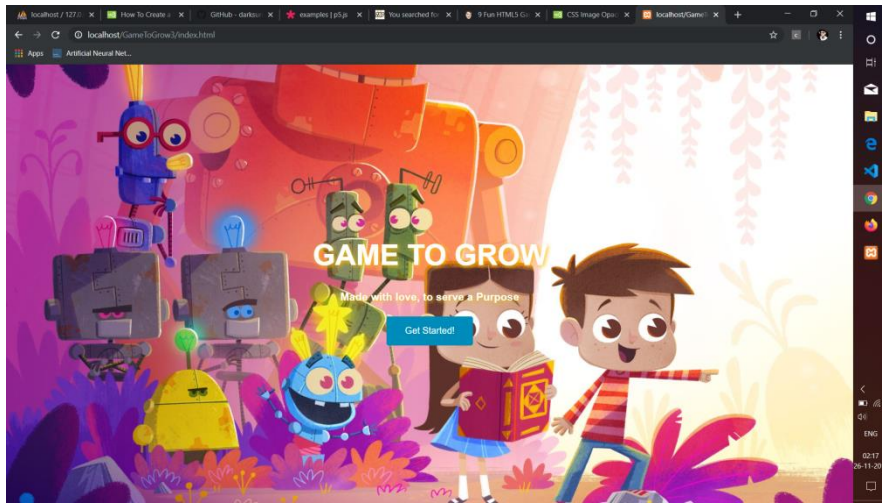 localhost / 127.0
How To Create a
GitHub - darksu
examples | p5.js
You searched for
9 Fun HTML5 Ga
CSS Image Opac
localhost/GameT
localhost/GameToGrow3/index.html
Apps
Artificial Neural Net...
GAME TO GROW
Made with love, to serve a Purpose
Get Started!
ENG
02:17
26-11-20